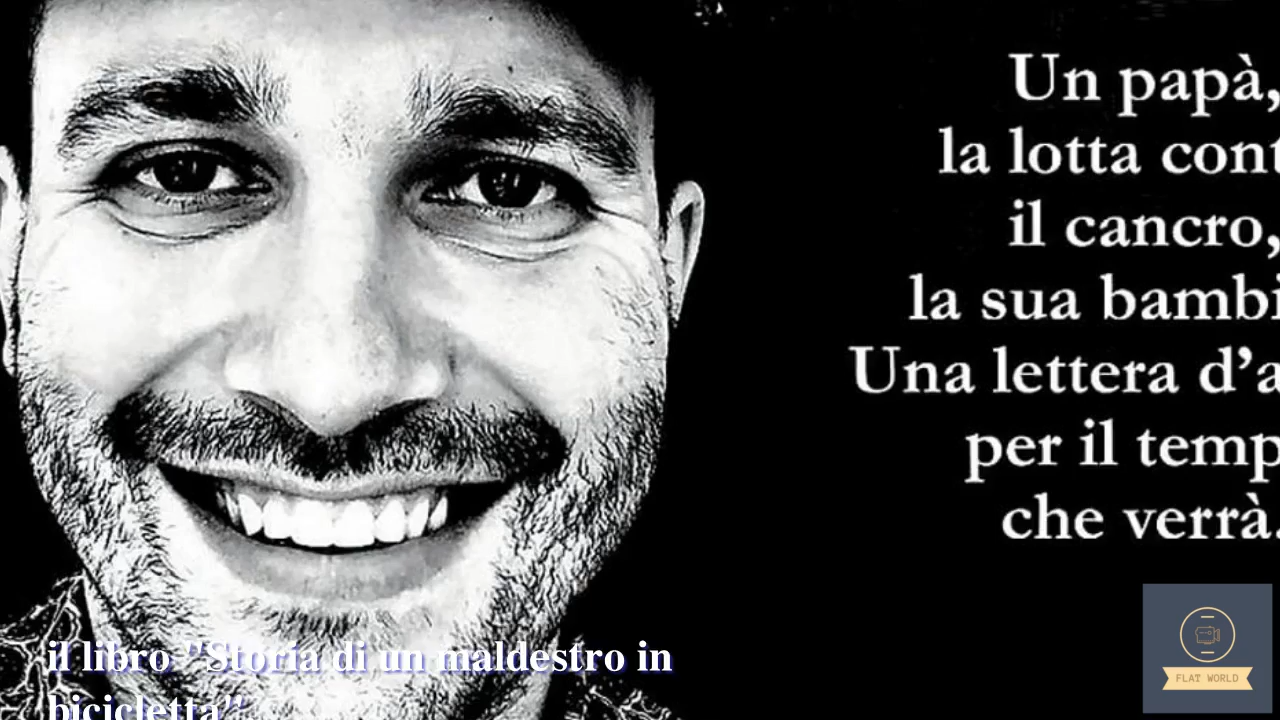 Un papà,
la lotta cont
il cancro,
la sua bambi
Una lettera d’a
per il temp
che verrà.
il libro "Storia di un maldestro in
bicicletta"
FLAT WORLD